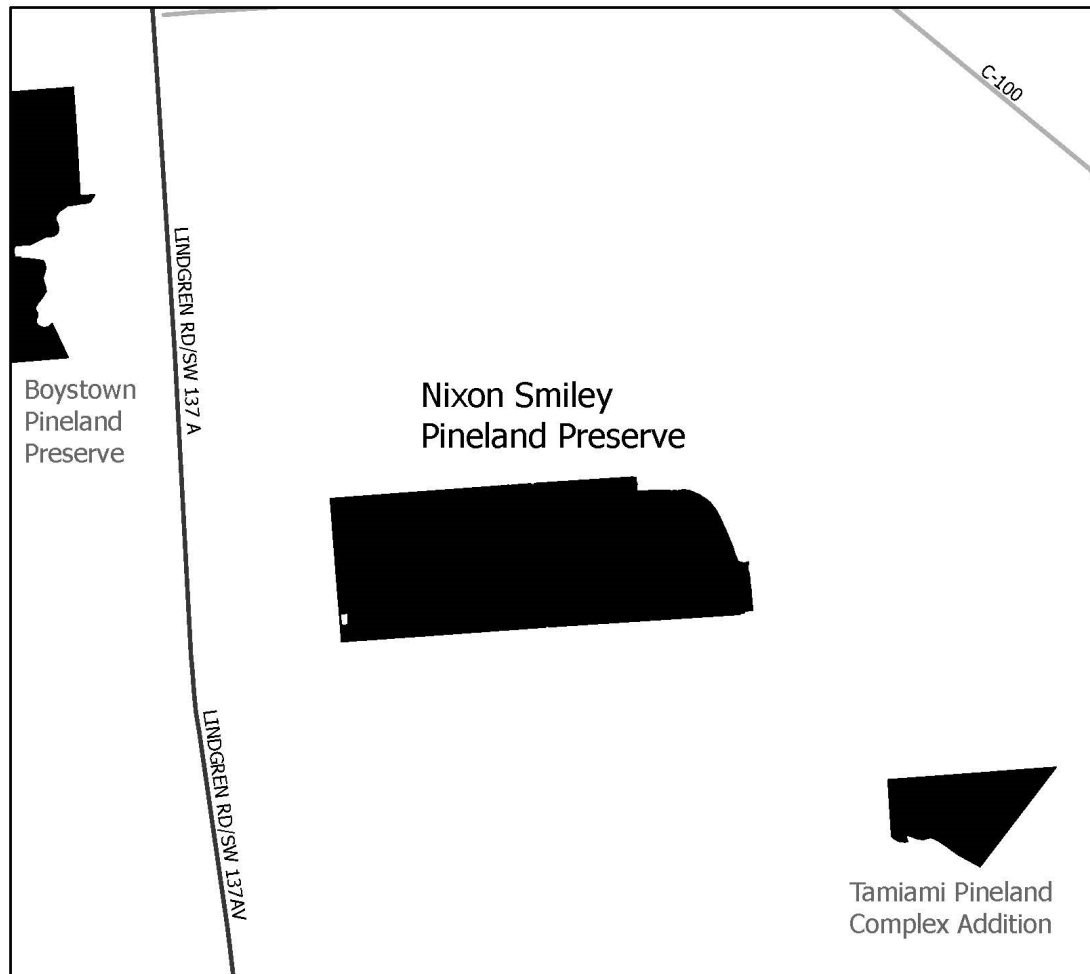 C-100
LINDGREN RD/SW 137 A
Boystown
Pineland
Preserve
Nixon Smiley
Pineland Preserve
LINDGREN RD/SW 137AV
Tamiami Pineland
Complex Addition